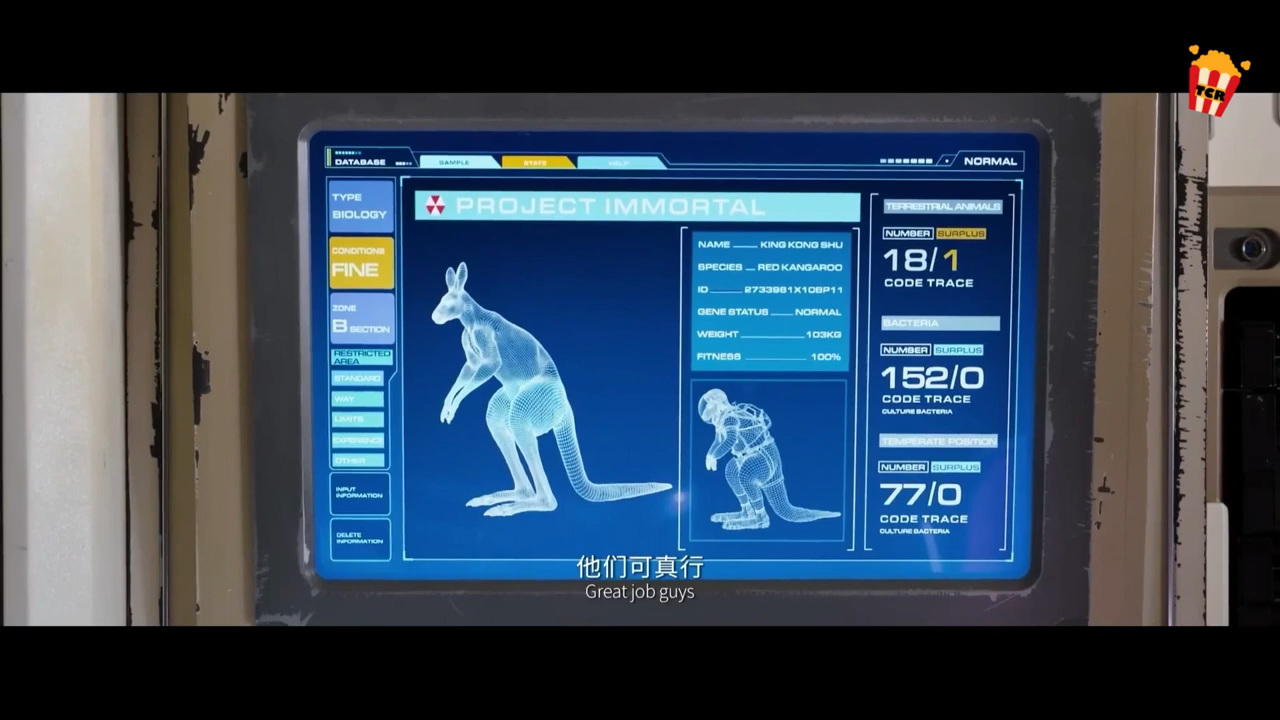 TCR
DATABASE
SAMPLE
STATE
HELP
NORMAL
TYPE
BIOLOGY
CONDITIONS
FINE
ZONE
B SECTION
RESTRICTED
AREA
STANDARD
WAY
LIMITS
EXPERIENCE
OTHER
INPUT
INFORMATION
DELETE
INFORMATION
PROJECT IMMORTAL
NAME KING KONG SHU
SPECIES RED KANGAROO
ID 2733981X10BP11
GENE STATUS NORMAL
WEIGHT 103KG
FITNESS 100%
TERRESTRIAL ANIMALS
NUMBER SURPLUS
18/1
CODE TRACE
BACTERIA
NUMBER SURPLUS
152/0
CODE TRACE
CULTURE BACTERIA
TEMPERATE POSITION
NUMBER SURPLUS
77/0
CODE TRACE
CULTURE BACTERIA
他们可真行
Great job guys